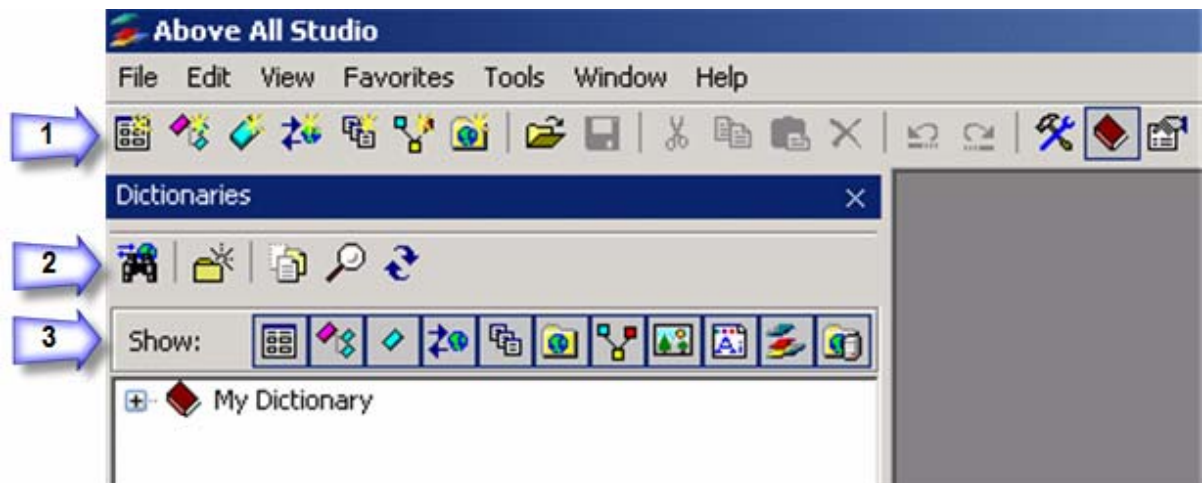 Above All Studio
File Edit View Favorites Tools Window Help
1
Dictionaries
2
3
Show:
My Dictionary